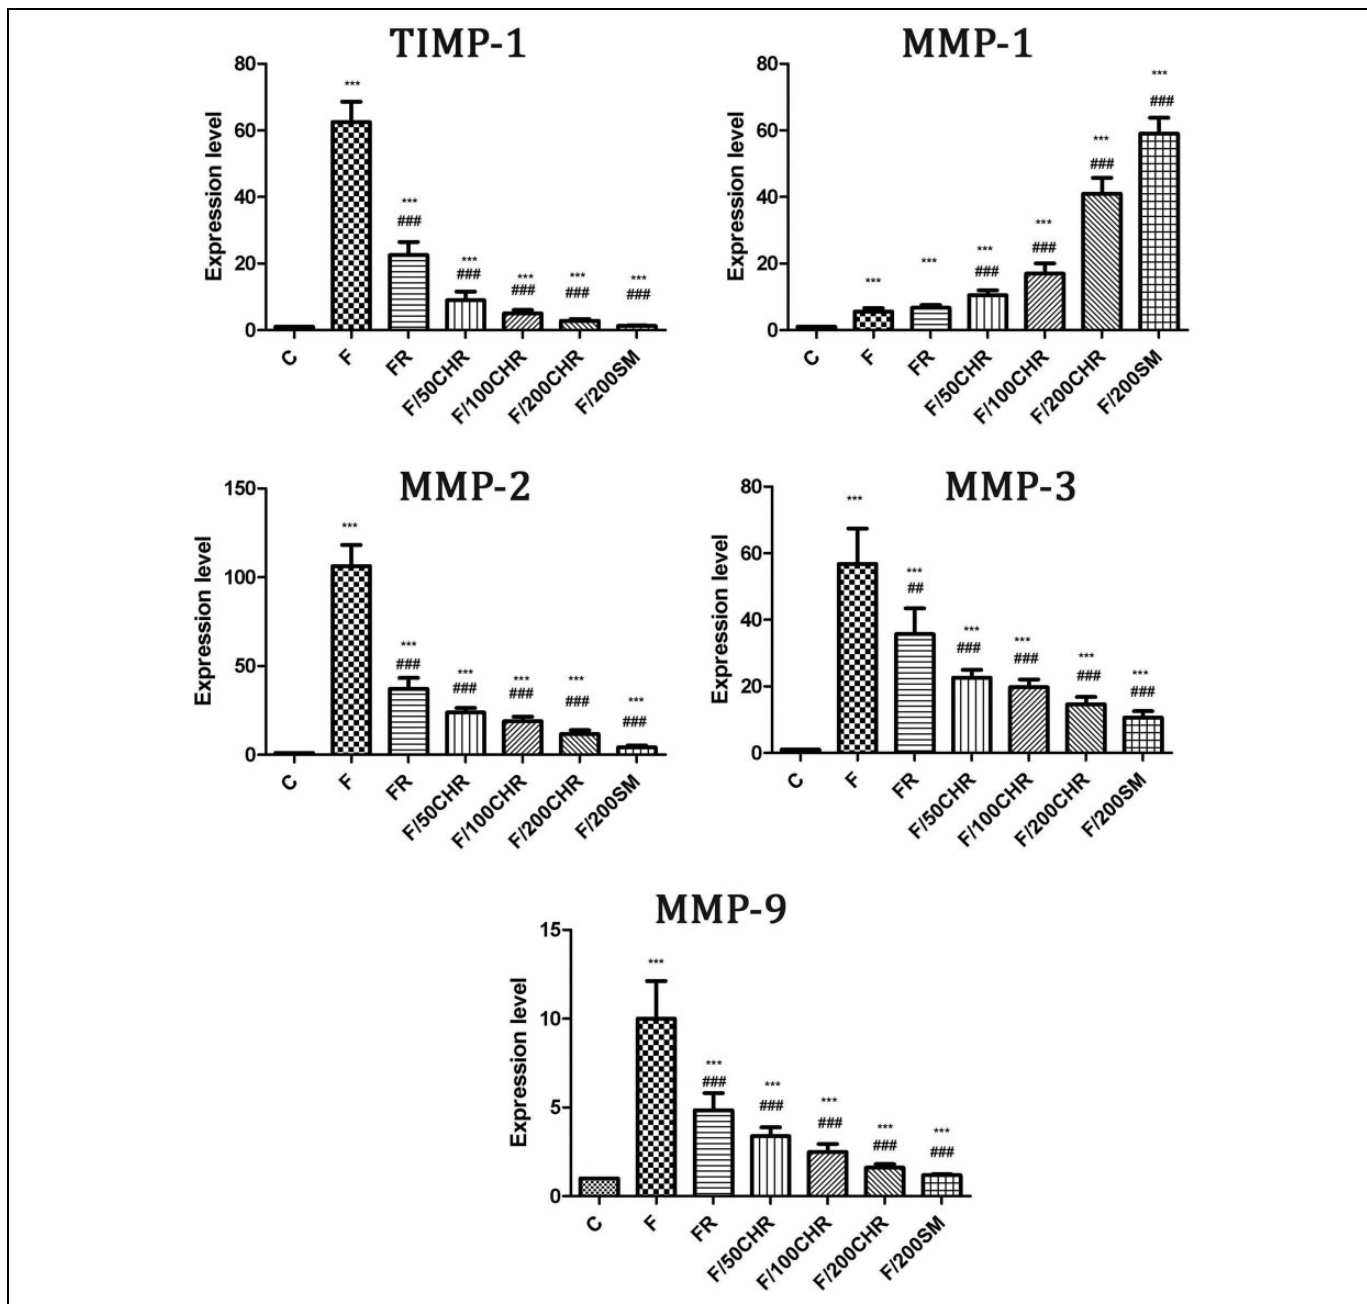 TIMP-1
Expression level
80
60
40
20
0
***
***
###
***
###
***
###
***
###
***
###
C
F
FR
F/50CHR
F/100CHR
F/200CHR
F/200SM
MMP-1
Expression level
80
60
40
20
0
***
***
***
###
***
###
***
###
***
###
C
F
FR
F/50CHR
F/100CHR
F/200CHR
F/200SM
MMP-2
Expression level
150
100
50
0
***
***
###
***
###
***
###
***
###
***
###
C
F
FR
F/50CHR
F/100CHR
F/200CHR
F/200SM
MMP-3
Expression level
80
60
40
20
0
***
***
##
***
###
***
###
***
###
***
###
C
F
FR
F/50CHR
F/100CHR
F/200CHR
F/200SM
MMP-9
Expression level
15
10
5
0
***
***
###
***
###
***
###
***
###
***
###
C
F
FR
F/50CHR
F/100CHR
F/200CHR
F/200SM